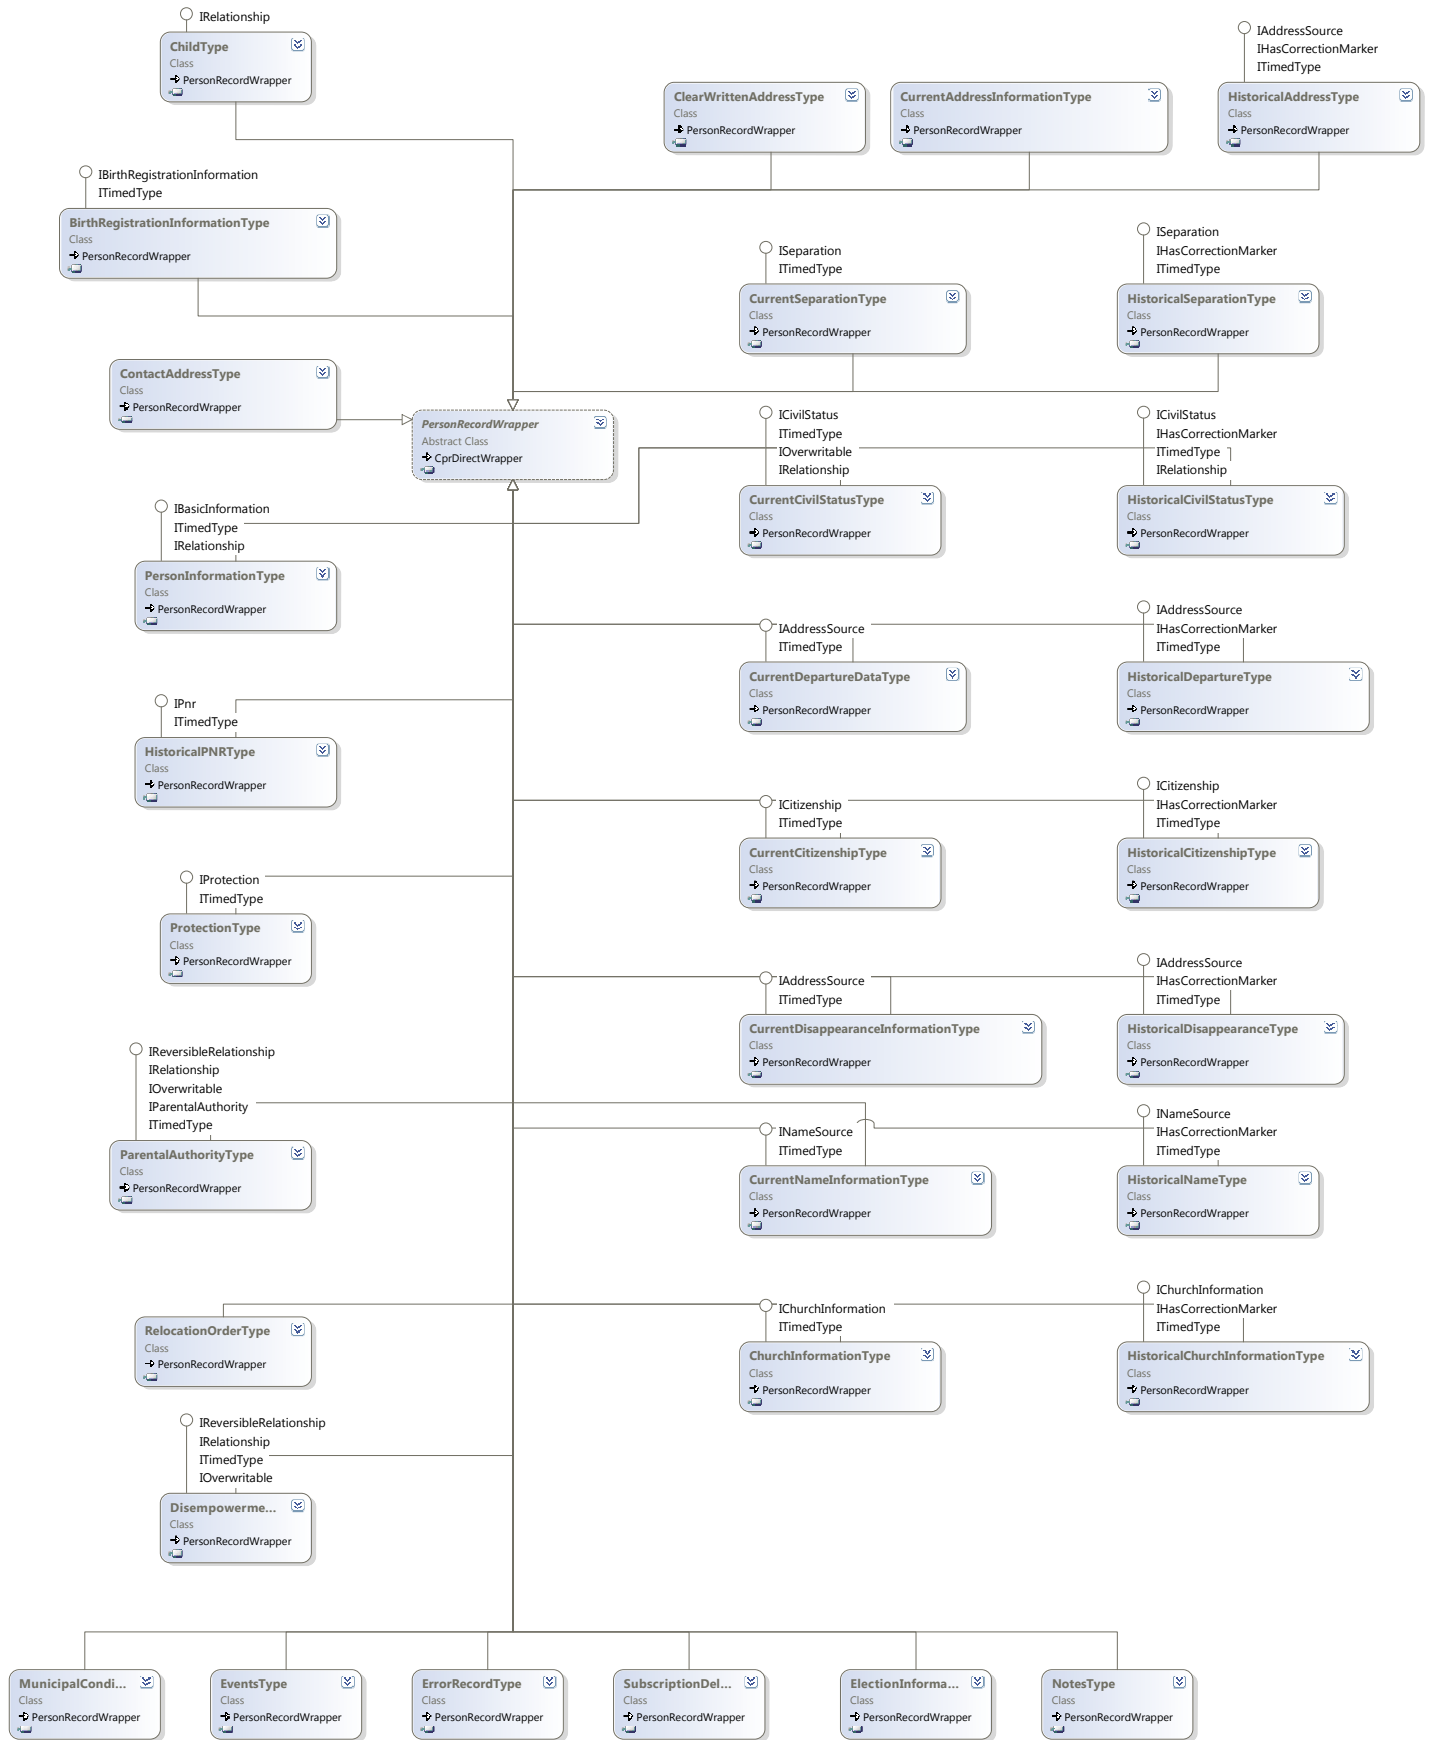 IRelationship
ChildType
Class
PersonRecordWrapper
ClearWrittenAddressType
Class
PersonRecordWrapper
CurrentAddressInformationType
Class
PersonRecordWrapper
IAddressSource
IHasCorrectionMarker
ITimedType
HistoricalAddressType
Class
PersonRecordWrapper
IBirthRegistrationInformation
ITimedType
BirthRegistrationInformationType
Class
PersonRecordWrapper
ISeparation
ITimedType
CurrentSeparationType
Class
PersonRecordWrapper
ISeparation
IHasCorrectionMarker
ITimedType
HistoricalSeparationType
Class
PersonRecordWrapper
ContactAddressType
Class
PersonRecordWrapper
PersonRecordWrapper
Abstract Class
CprDirectWrapper
ICivilStatus
ITimedType
IOverwritable
IRelationship
CurrentCivilStatusType
Class
PersonRecordWrapper
ICivilStatus
IHasCorrectionMarker
ITimedType
IRelationship
HistoricalCivilStatusType
Class
PersonRecordWrapper
IBasicInformation
ITimedType
IRelationship
PersonInformationType
Class
PersonRecordWrapper
IAddressSource
ITimedType
CurrentDepartureDataType
Class
PersonRecordWrapper
IAddressSource
IHasCorrectionMarker
ITimedType
HistoricalDepartureType
Class
PersonRecordWrapper
IPnr
ITimedType
HistoricalPNRType
Class
PersonRecordWrapper
ICitizenship
ITimedType
CurrentCitizenshipType
Class
PersonRecordWrapper
ICitizenship
IHasCorrectionMarker
ITimedType
HistoricalCitizenshipType
Class
PersonRecordWrapper
IProtection
ITimedType
ProtectionType
Class
PersonRecordWrapper
IAddressSource
ITimedType
CurrentDisappearanceInformationType
Class
PersonRecordWrapper
IAddressSource
IHasCorrectionMarker
ITimedType
HistoricalDisappearanceType
Class
PersonRecordWrapper
IReversibleRelationship
IRelationship
IOverwritable
IParentalAuthority
ITimedType
ParentalAuthorityType
Class
PersonRecordWrapper
INameSource
ITimedType
CurrentNameInformationType
Class
PersonRecordWrapper
INameSource
IHasCorrectionMarker
ITimedType
HistoricalNameType
Class
PersonRecordWrapper
RelocationOrderType
Class
PersonRecordWrapper
IChurchInformation
ITimedType
ChurchInformationType
Class
PersonRecordWrapper
IChurchInformation
IHasCorrectionMarker
ITimedType
HistoricalChurchInformationType
Class
PersonRecordWrapper
IReversibleRelationship
IRelationship
ITimedType
IOverwritable
Disempowerme...
Class
PersonRecordWrapper
MunicipalCondi...
Class
PersonRecordWrapper
EventsType
Class
PersonRecordWrapper
ErrorRecordType
Class
PersonRecordWrapper
SubscriptionDel...
Class
PersonRecordWrapper
ElectionInforma...
Class
PersonRecordWrapper
NotesType
Class
PersonRecordWrapper